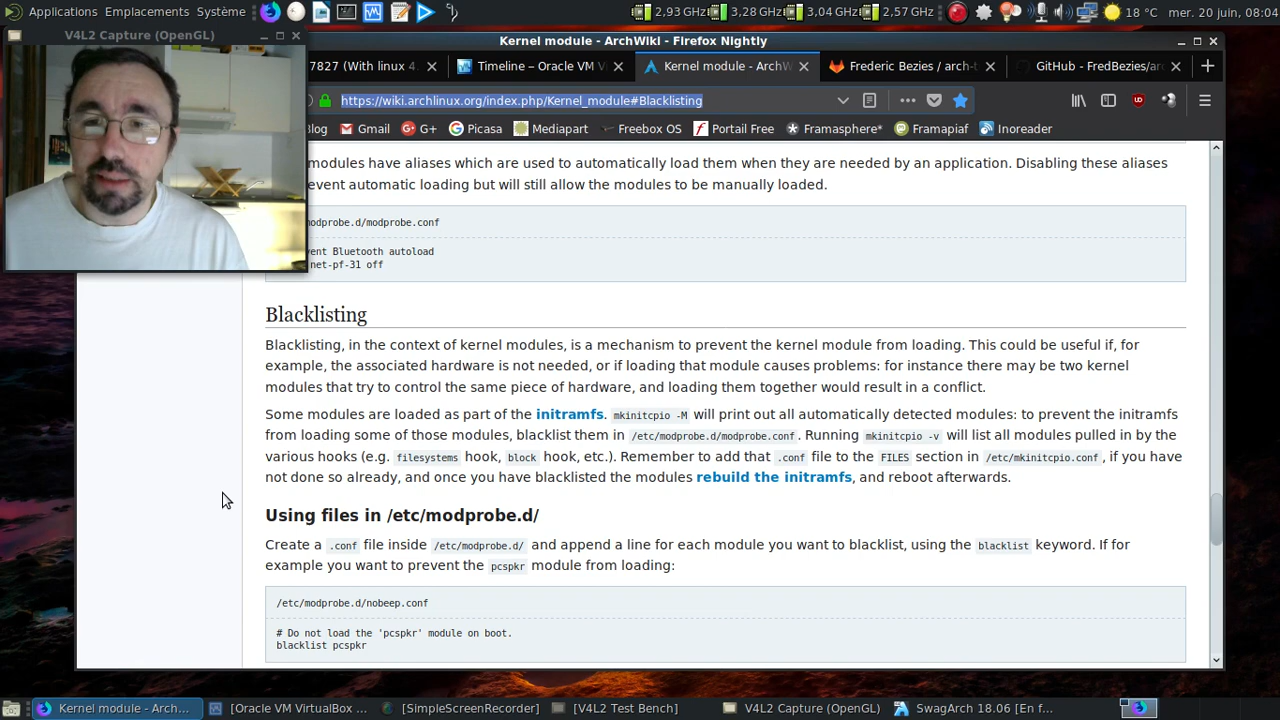 Applications Emplacements Système 2,93 GHz 3,28 GHz 3,04 GHz 2,57 GHz 18 °C mer. 20 juin, 08:04
V4L2 Capture (OpenGL)
Kernel module - ArchWiki - Firefox Nightly
7827 (With linux 4. Timeline – Oracle VM V Kernel module - ArchW Frederic Bezies / arch-t GitHub - FredBezies/arc
https://wiki.archlinux.org/index.php/Kernel_module#Blacklisting
Blog Gmail G+ Picasa Mediapart Freebox OS Portail Free Framasphere* Framapiaf Inoreader
modules have aliases which are used to automatically load them when they are needed by an application. Disabling these aliases
event automatic loading but will still allow the modules to be manually loaded.
modprobe.d/modprobe.conf
vent Bluetooth autoload
net-pf-31 off
Blacklisting
Blacklisting, in the context of kernel modules, is a mechanism to prevent the kernel module from loading. This could be useful if, for
example, the associated hardware is not needed, or if loading that module causes problems: for instance there may be two kernel
modules that try to control the same piece of hardware, and loading them together would result in a conflict.
Some modules are loaded as part of the initramfs. mkinitcpio -M will print out all automatically detected modules: to prevent the initramfs
from loading some of those modules, blacklist them in /etc/modprobe.d/modprobe.conf. Running mkinitcpio -v will list all modules pulled in by the
various hooks (e.g. filesystems hook, block hook, etc.). Remember to add that .conf file to the FILES section in /etc/mkinitcpio.conf, if you have
not done so already, and once you have blacklisted the modules rebuild the initramfs, and reboot afterwards.
Using files in /etc/modprobe.d/
Create a .conf file inside /etc/modprobe.d/ and append a line for each module you want to blacklist, using the blacklist keyword. If for
example you want to prevent the pcspkr module from loading:
/etc/modprobe.d/nobeep.conf
# Do not load the 'pcspkr' module on boot.
blacklist pcspkr
Kernel module - Arch... [Oracle VM VirtualBox ... [SimpleScreenRecorder] [V4L2 Test Bench] V4L2 Capture (OpenGL) SwagArch 18.06 [En f...